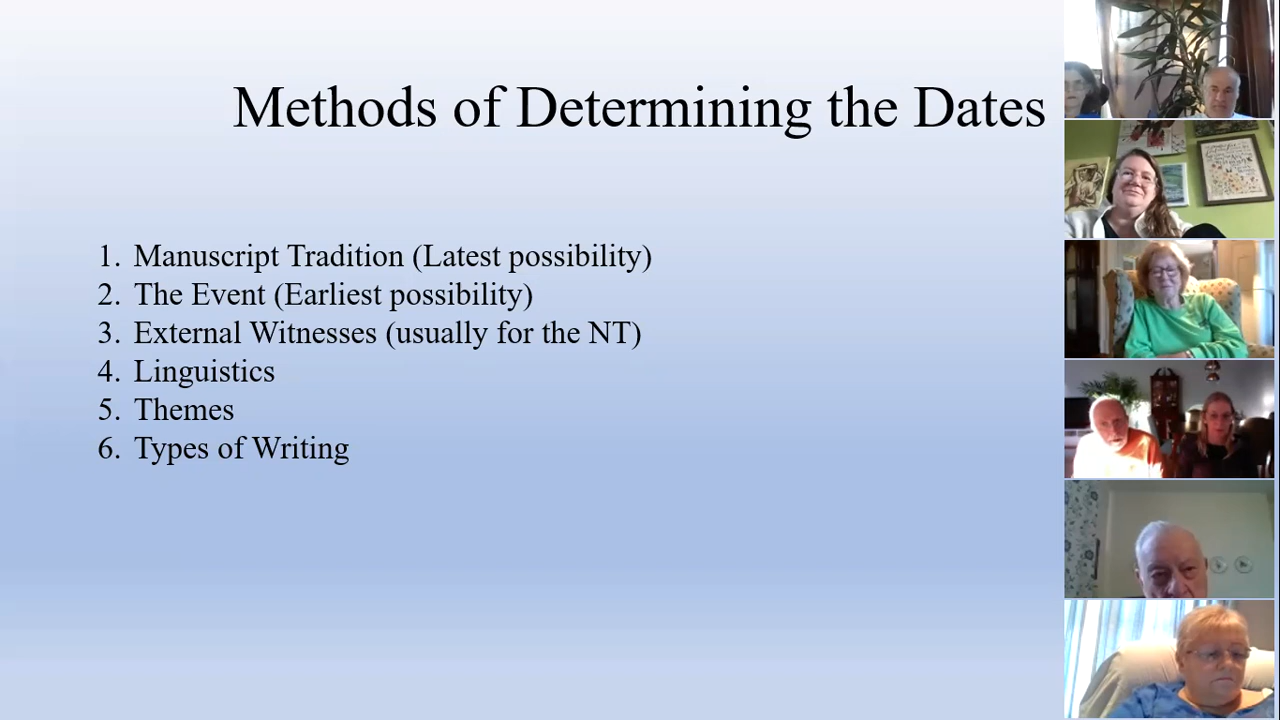 Methods of Determining the Dates
1. Manuscript Tradition (Latest possibility)
2. The Event (Earliest possibility)
3. External Witnesses (usually for the NT)
4. Linguistics
5. Themes
6. Types of Writing